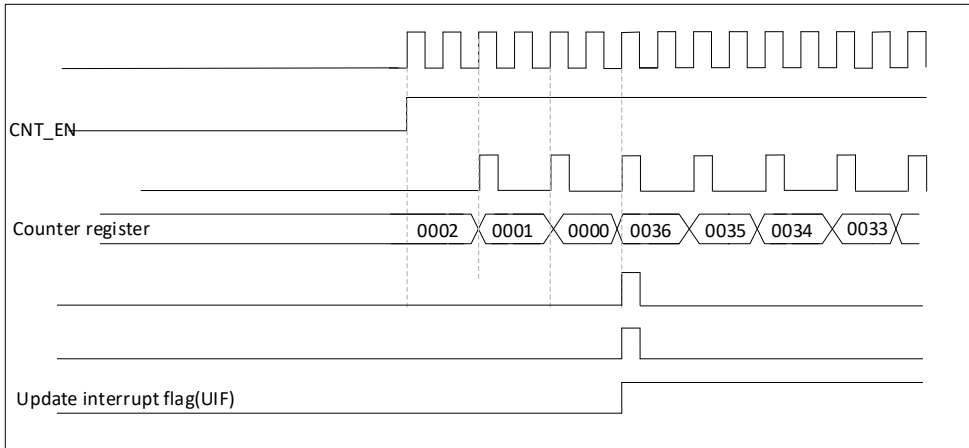 CNT_EN
Counter register 0002 0001 0000 0036 0035 0034 0033
Update interrupt flag(UIF)